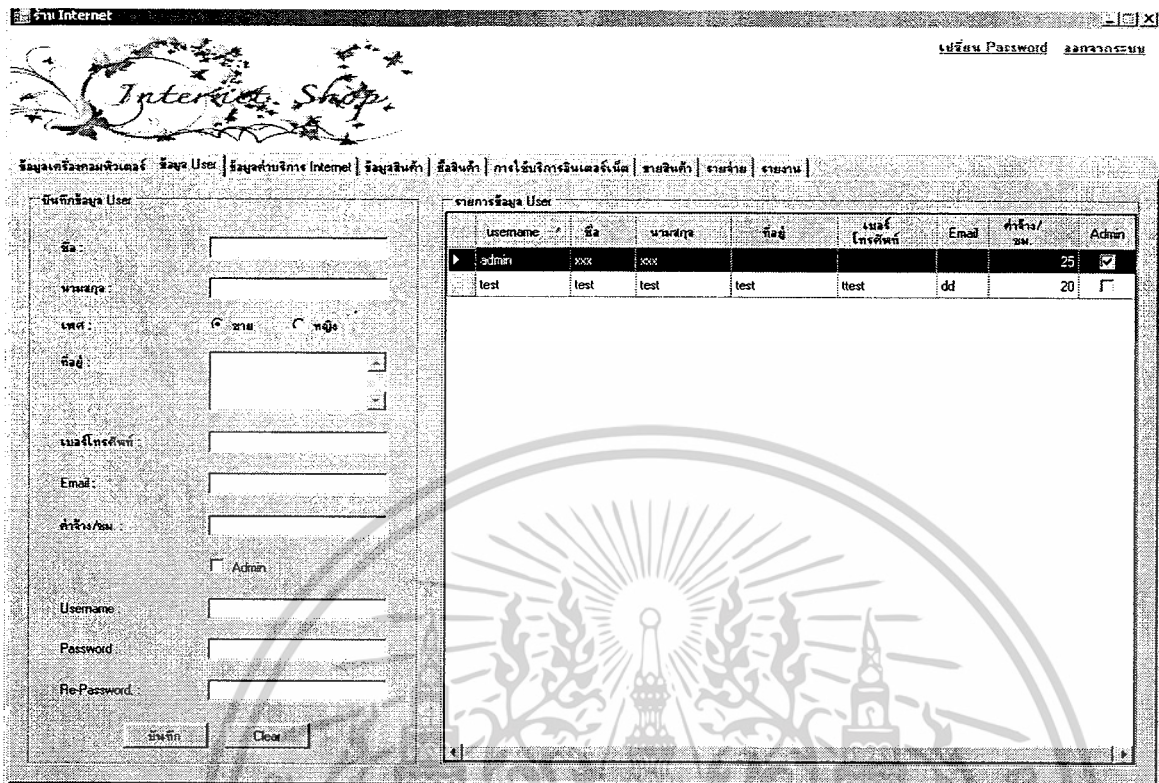 ร้าน Internet
เปลี่ยน Password ออกจากระบบ
Internet Shop
ข้อมูลเครื่องคอมพิวเตอร์ ข้อมูล User ข้อมูลค่าบริการ Internet ข้อมูลสินค้า ซื้อสินค้า การใช้บริการอินเตอร์เน็ต ขายสินค้า รายจ่าย รายงาน
บันทึกข้อมูล User
ชื่อ :
นามสกุล :
เพศ : ชาย หญิง
ที่อยู่ :
เบอร์โทรศัพท์ :
Email :
ค่าจ้าง/ชม. :
Admin
Username :
Password :
Re-Password :
บันทึก Clear
รายการข้อมูล User
username ชื่อ นามสกุล ที่อยู่ เบอร์โทรศัพท์ Email ค่าจ้าง/ชม. Admin
admin xxx xxx 25
test test test test ttest dd 20